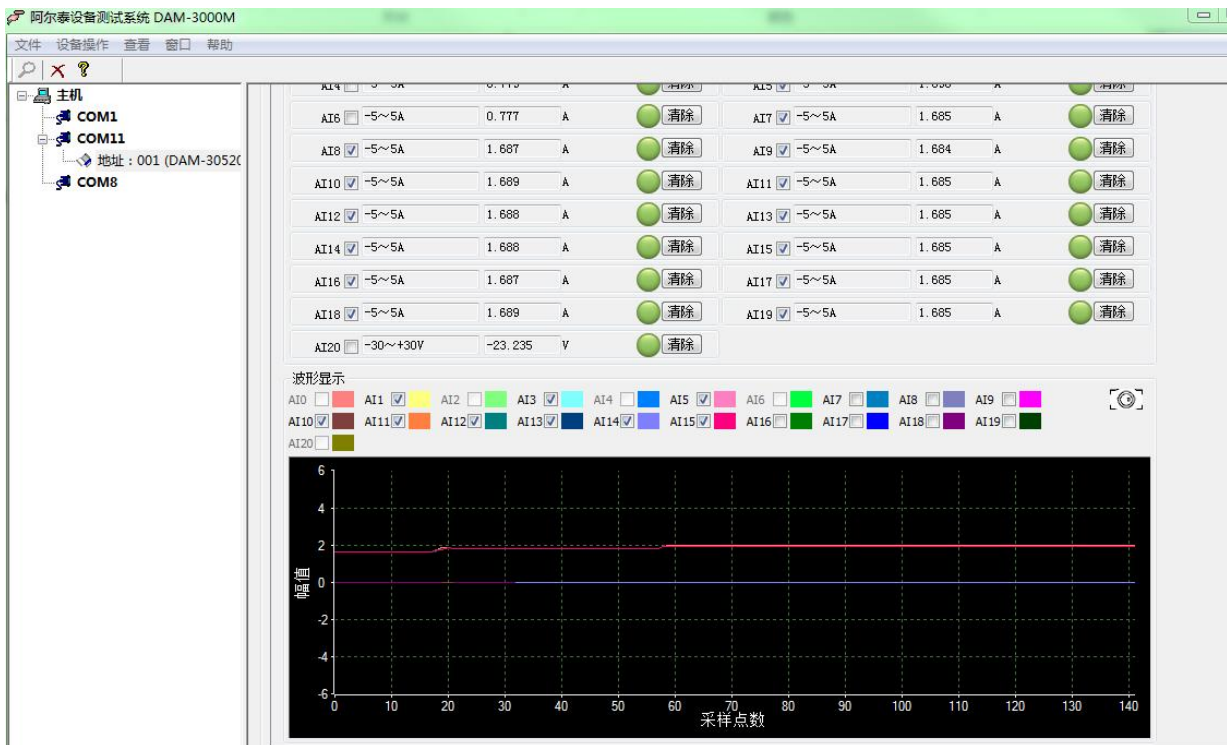 阿尔泰设备测试系统 DAM-3000M
文件 设备操作 查看 窗口 帮助
主机
COM1
COM11
地址：001 (DAM-30520
COM8
AI4 A 清除 AI5 A 清除
AI6 -5～5A 0.777 A 清除 AI7 -5～5A 1.685 A 清除
AI8 -5～5A 1.687 A 清除 AI9 -5～5A 1.684 A 清除
AI10 -5～5A 1.689 A 清除 AI11 -5～5A 1.685 A 清除
AI12 -5～5A 1.688 A 清除 AI13 -5～5A 1.685 A 清除
AI14 -5～5A 1.688 A 清除 AI15 -5～5A 1.685 A 清除
AI16 -5～5A 1.687 A 清除 AI17 -5～5A 1.685 A 清除
AI18 -5～5A 1.689 A 清除 AI19 -5～5A 1.685 A 清除
AI20 -30～+30V -23.235 V 清除
波形显示
AI0 AI1 AI2 AI3 AI4 AI5 AI6 AI7 AI8 AI9
AI10 AI11 AI12 AI13 AI14 AI15 AI16 AI17 AI18 AI19
AI20
6
4
2
0
-2
-4
-6
幅值
0 10 20 30 40 50 60 70 80 90 100 110 120 130 140
采样点数